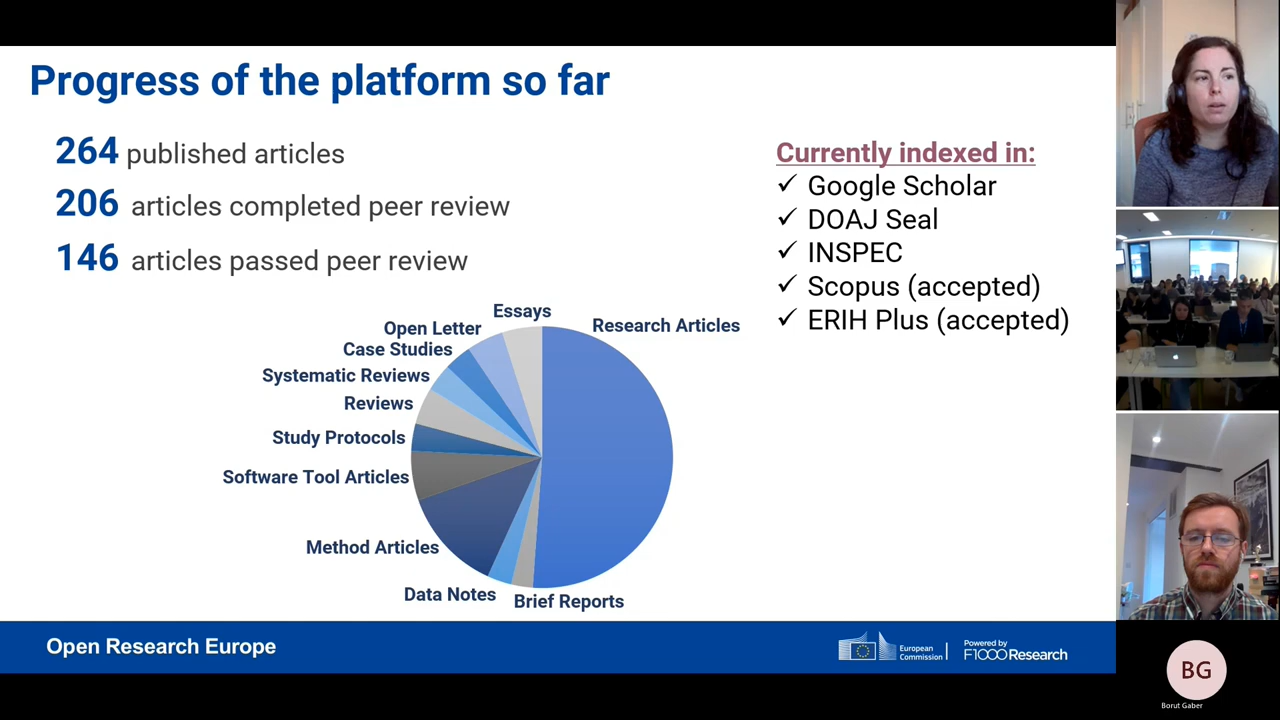 Progress of the platform so far
264 published articles
206 articles completed peer review
146 articles passed peer review
Currently indexed in:
✓ Google Scholar
✓ DOAJ Seal
✓ INSPEC
✓ Scopus (accepted)
✓ ERIH Plus (accepted)
Essays
Research Articles
Open Letter
Case Studies
Systematic Reviews
Reviews
Study Protocols
Software Tool Articles
Method Articles
Data Notes
Brief Reports
Open Research Europe
European
Commission
Powered by
F1000Research
BG
Borut Gaber